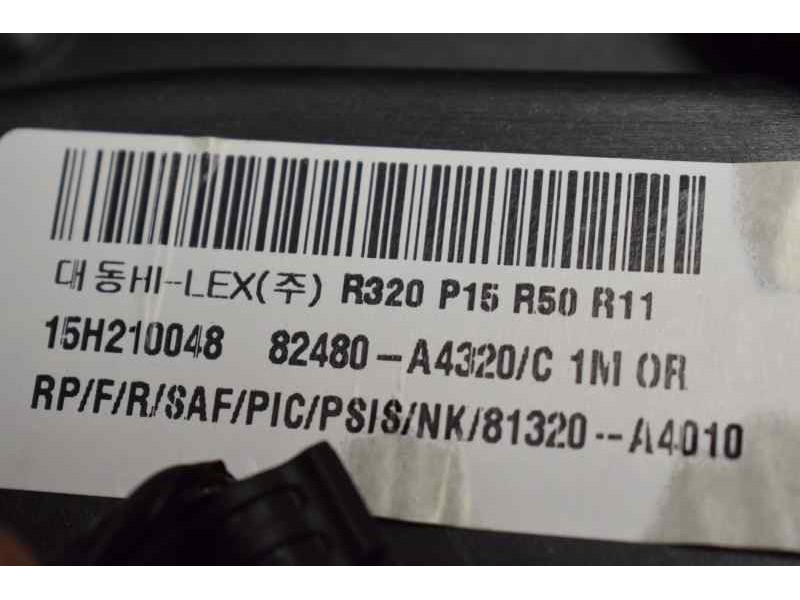 대동HI-LEX(주) R320 P15 R50 R11
15H210048 82480-A4320/C 1M OR
RP/F/R/SAF/PIC/PSIS/NK/81320--A4010